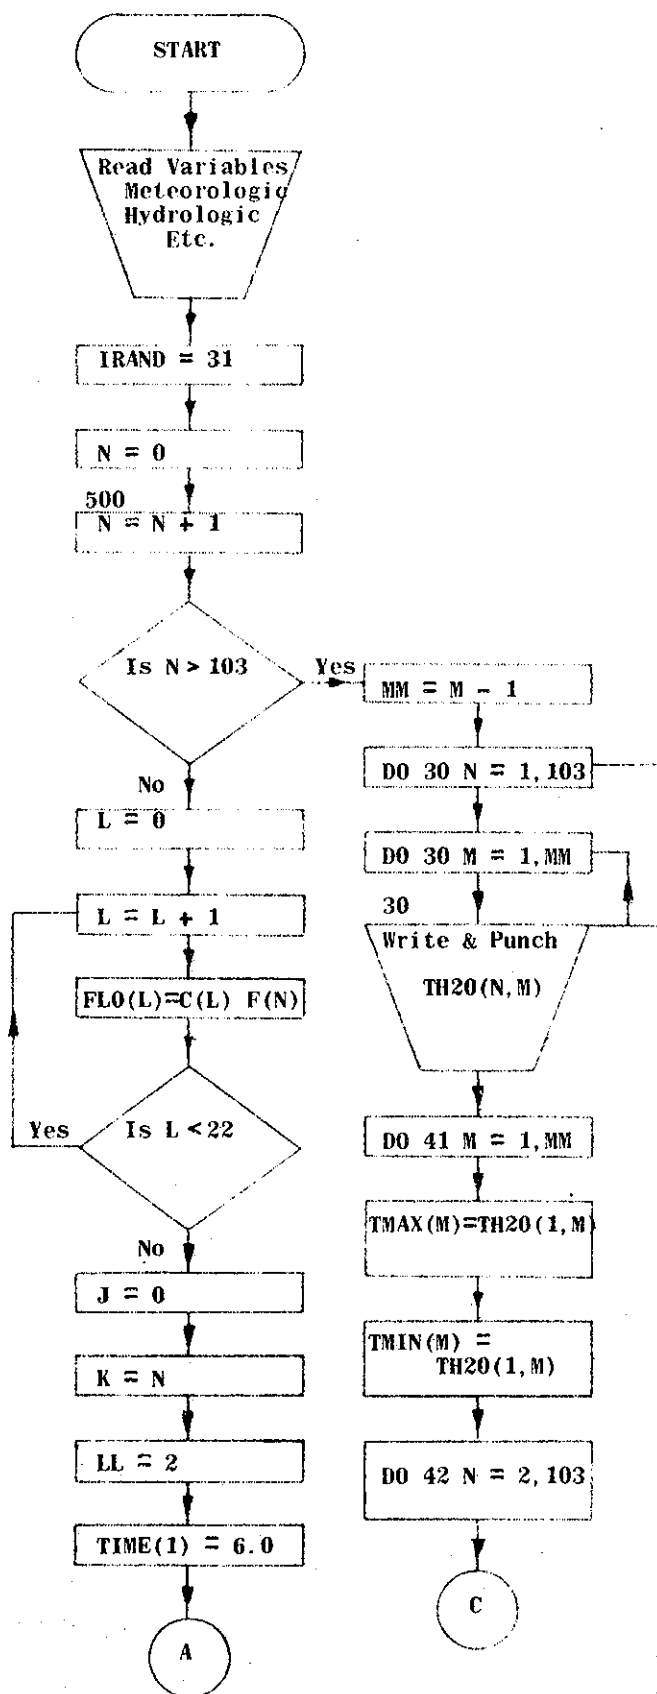 START
Read Variables
Meteorologic
Hydrologic
Etc.
IRAND = 31
N = 0
500
N = N + 1
Is N > 103
Yes
No
L = 0
L = L + 1
FLO(L)=C(L) F(N)
Is L < 22
Yes
No
J = 0
K = N
LL = 2
TIME(1) = 6.0
A
MM = M - 1
DO 30 N = 1,103
DO 30 M = 1,MM
30
Write & Punch
TH20(N,M)
DO 41 M = 1,MM
TMAX(M)=TH20(1,M)
TMIN(M) =
TH20(1,M)
DO 42 N = 2,103
C